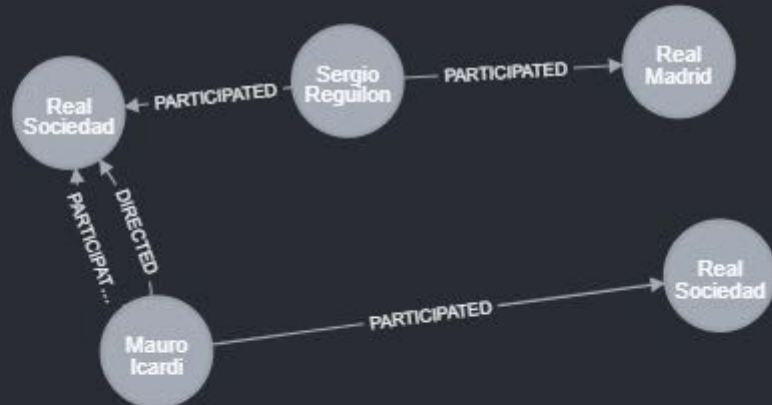 Real
Sociedad
PARTICIPATED
Sergio
Reguilon
PARTICIPATED
Real
Madrid
PARTICIPAT...
DIRECTED
Mauro
Icardi
PARTICIPATED
Real
Sociedad